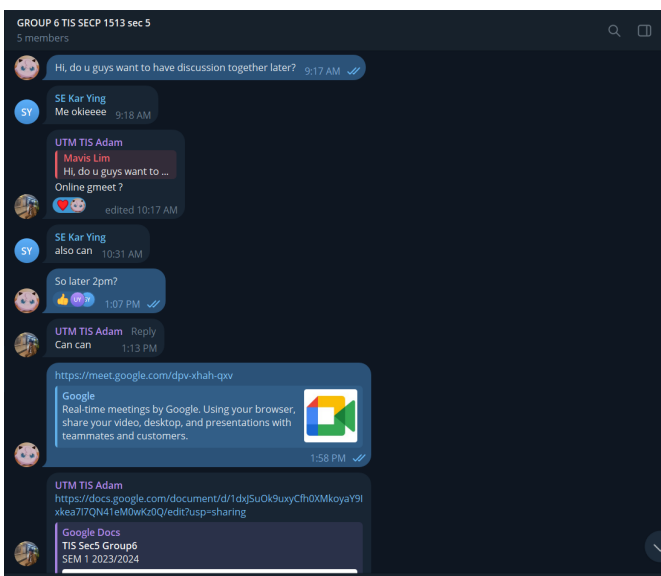 GROUP 6 TIS SECP 1513 sec 5
5 members
Hi, do u guys want to have discussion together later? 9:17 AM
SE Kar Ying
SY Me okieeee 9:18 AM
UTM TIS Adam
Mavis Lim
Hi, do u guys want to ...
Online gmeet ?
edited 10:17 AM
SE Kar Ying
SY also can 10:31 AM
So later 2pm?
1:07 PM
UTM TIS Adam Reply
Can can 1:13 PM
https://meet.google.com/dpv-xhah-qxv
Google
Real-time meetings by Google. Using your browser,
share your video, desktop, and presentations with
teammates and customers.
1:58 PM
UTM TIS Adam
https://docs.google.com/document/d/1dxJSuOk9uxyCfh0XMkoyaY9I
xkea7I7QN41eM0wKz0Q/edit?usp=sharing
Google Docs
TIS Sec5 Group6
SEM 1 2023/2024